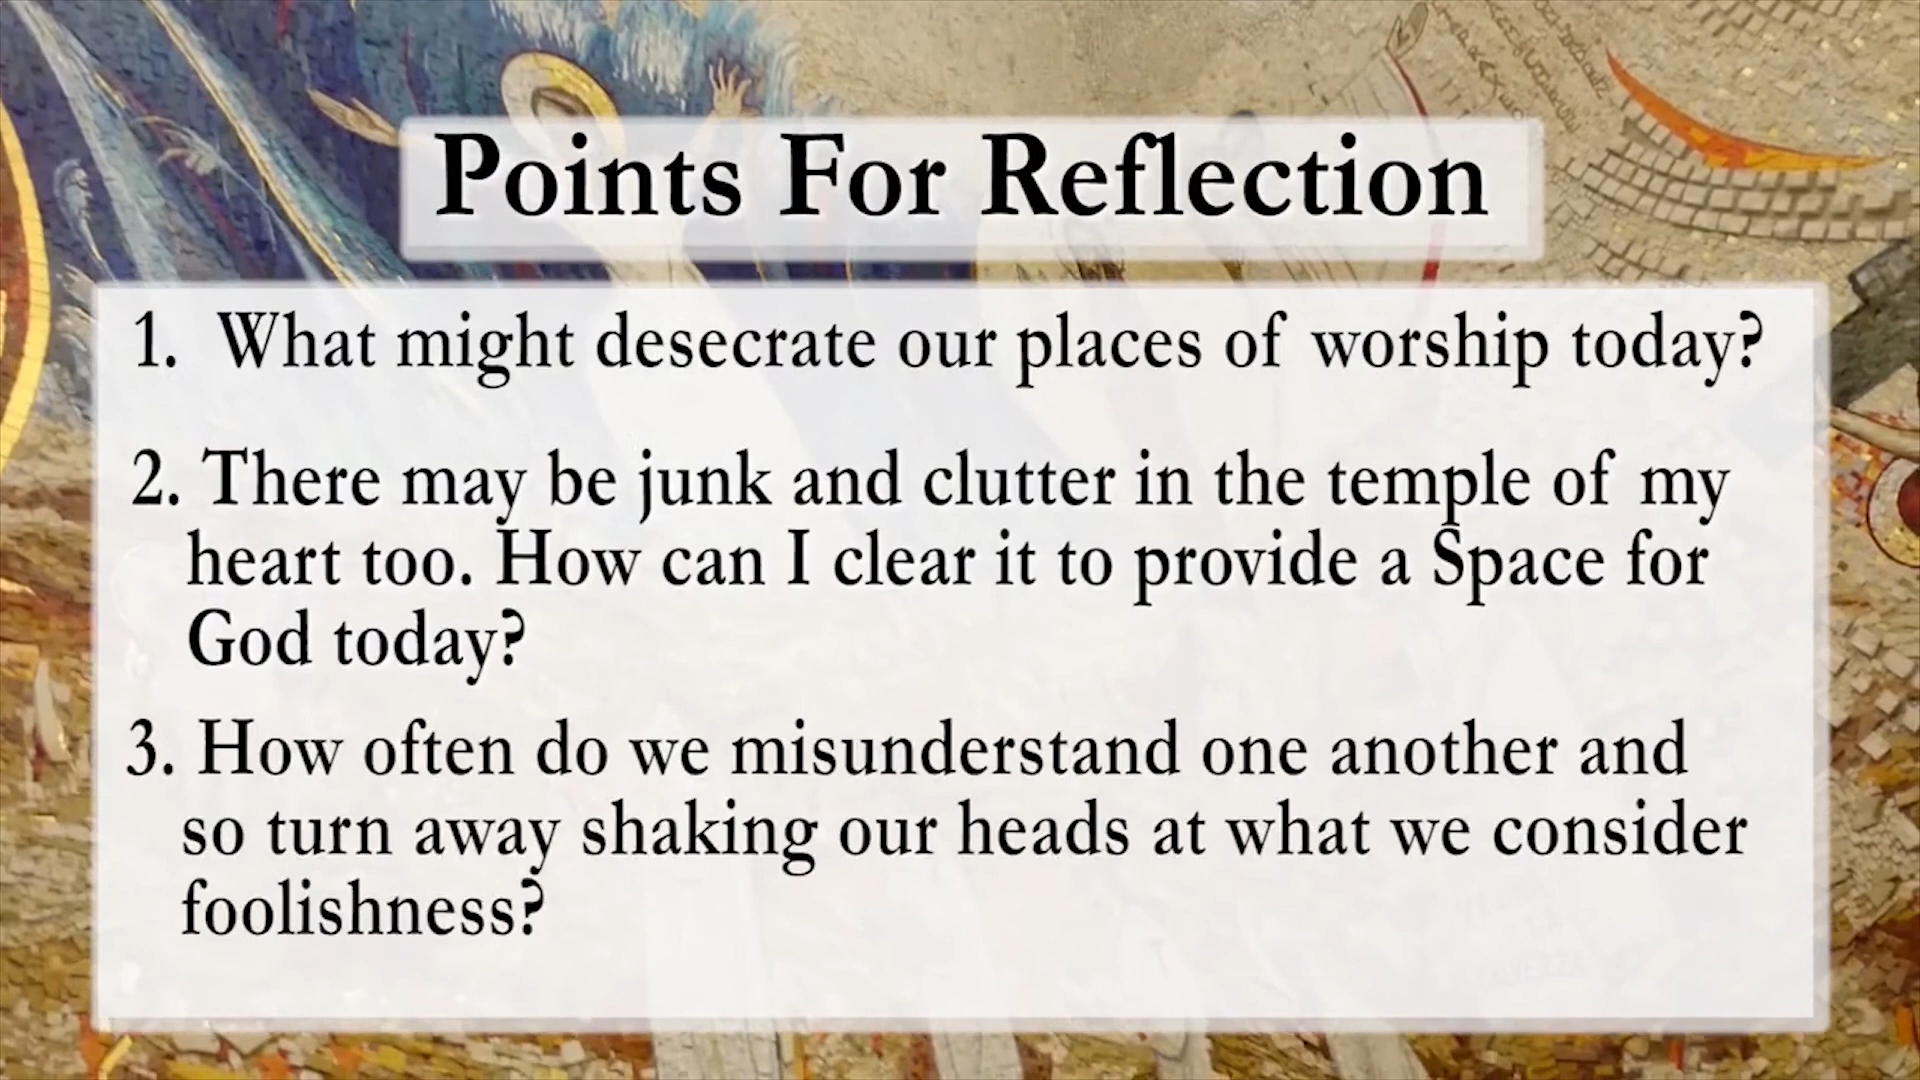 Points For Reflection
1. What might desecrate our places of worship today?
2. There may be junk and clutter in the temple of my
heart too. How can I clear it to provide a Space for
God today?
3. How often do we misunderstand one another and
so turn away shaking our heads at what we consider
foolishness?